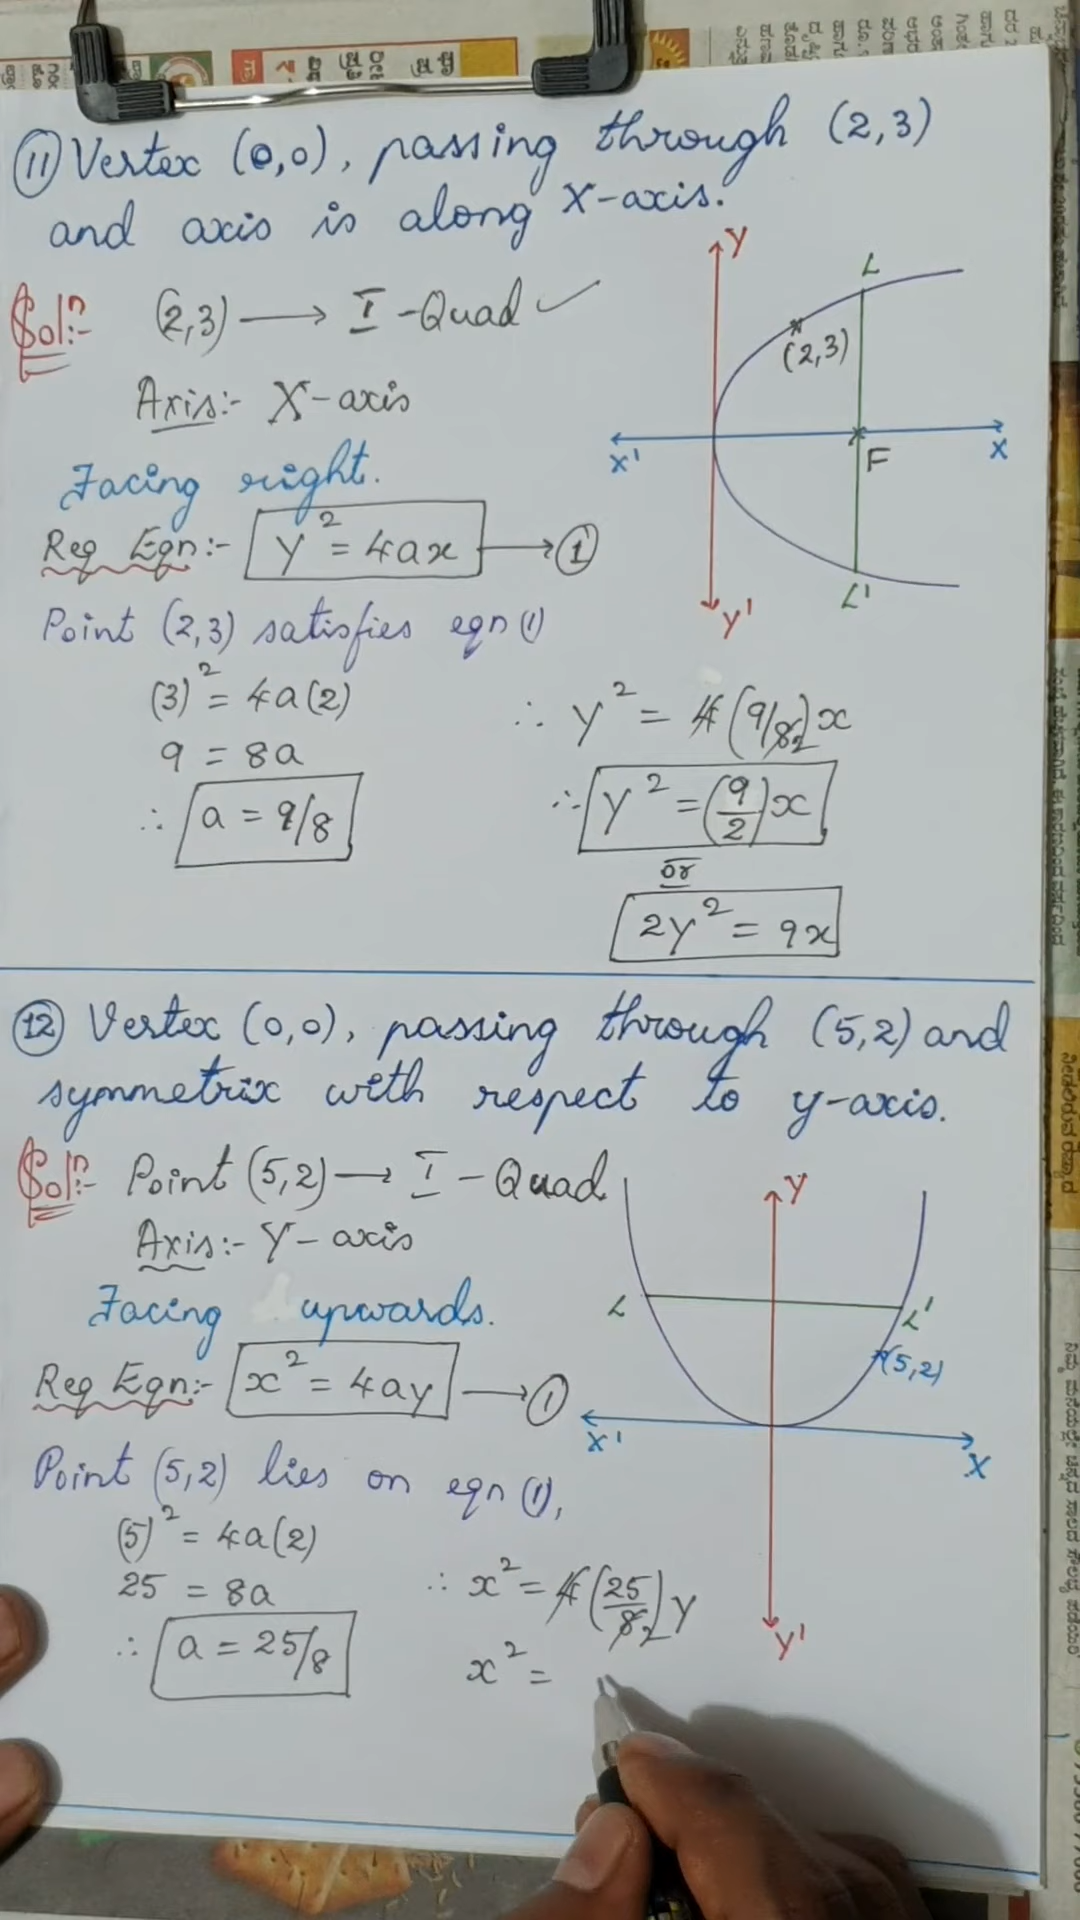 11 Vertex (0,0), passing through (2,3)
and axis is along X-axis.
Solⁿ:- (2,3) → I-Quad ✓
Axis:- X-axis
Facing right.
Req Eqn:- y² = 4ax → 1
Point (2,3) satisfies eqn (1)
(3)² = 4a(2)
9 = 8a
∴ a = 9/8
Y
L
(2,3)
X'
F
X
L'
Y'
∴ y² = 4(9/8 2)x
∴ y² = (9/2)x
or
2y² = 9x
12 Vertex (0,0), passing through (5,2) and
symmetrix with respect to y-axis.
Solⁿ:- Point (5,2) → I - Quad
Axis:- Y-axis
Facing upwards.
Req Eqn:- x² = 4ay → 1
Point (5,2) lies on eqn (1),
(5)² = 4a(2)
25 = 8a
∴ a = 25/8
Y
L
L'
(5,2)
X'
X
Y'
∴ x² = 4(25/8 2)y
x² =